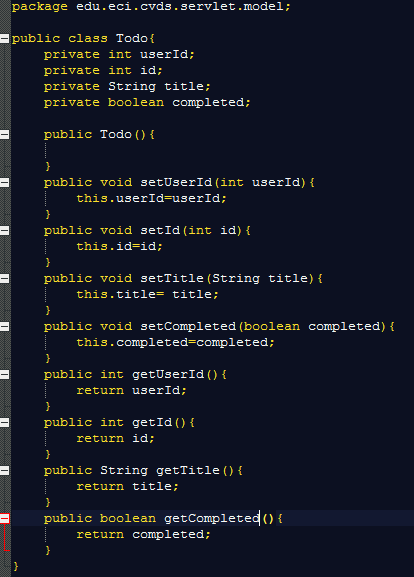 package edu.eci.cvds.servlet.model;
public class Todo{
    private int userId;
    private int id;
    private String title;
    private boolean completed;

    public Todo(){

    }
    public void setUserId(int userId){
        this.userId=userId;
    }
    public void setId(int id){
        this.id=id;
    }
    public void setTitle(String title){
        this.title= title;
    }
    public void setCompleted(boolean completed){
        this.completed=completed;
    }
    public int getUserId(){
        return userId;
    }
    public int getId(){
        return id;
    }
    public String getTitle(){
        return title;
    }
    public boolean getCompleted(){
        return completed;
    }
}